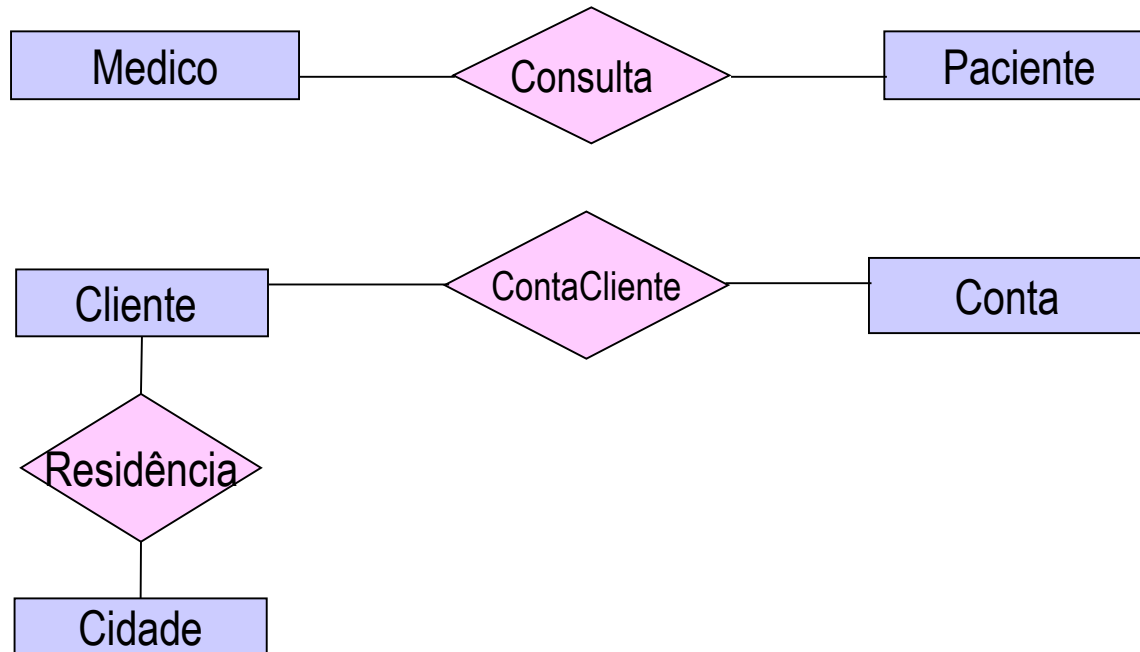 Medico
Consulta
Paciente
Cliente
ContaCliente
Conta
Residência
Cidade